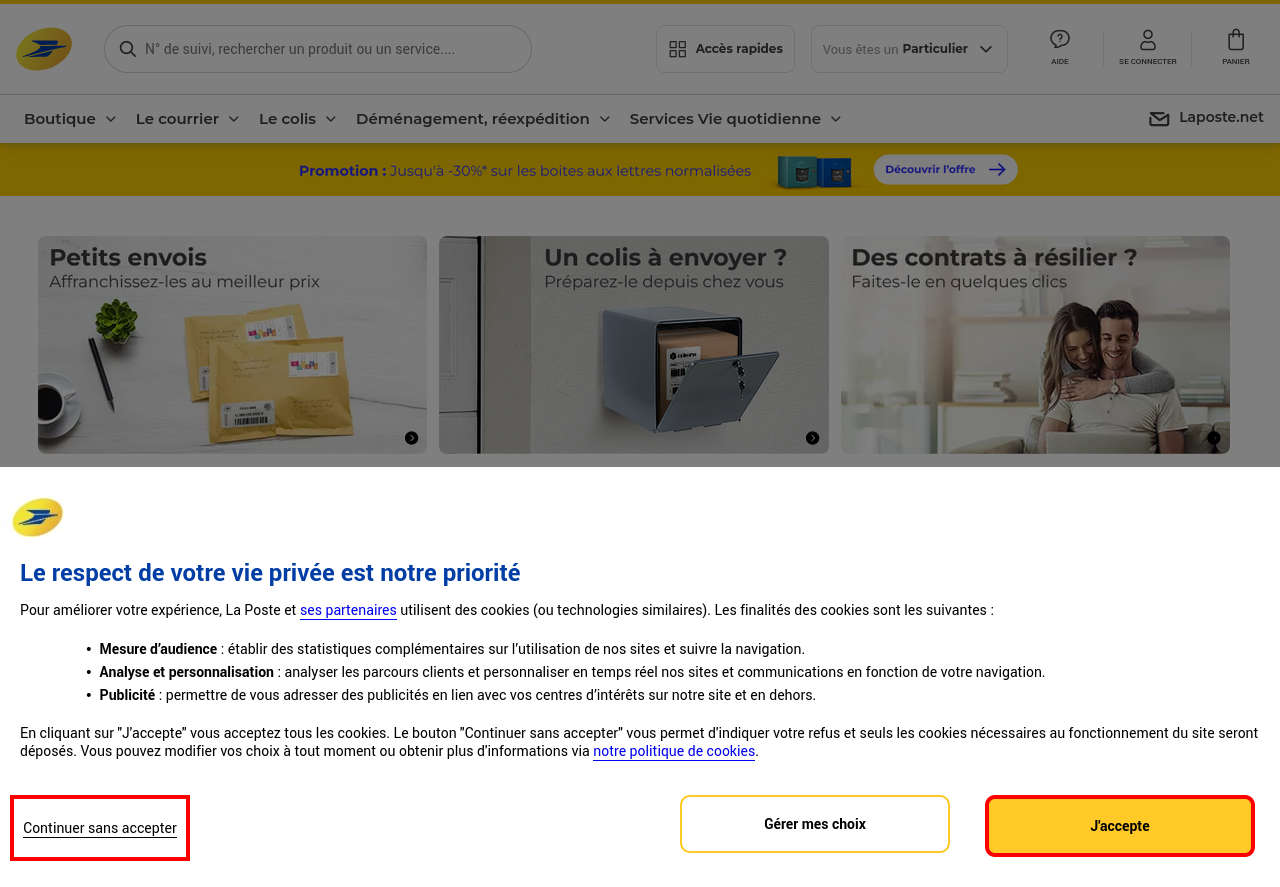 N° de suivi, rechercher un produit ou un service....
Accès rapides
Vous êtes un Particulier
AIDE
SE CONNECTER
PANIER
Boutique
Le courrier
Le colis
Déménagement, réexpédition
Services Vie quotidienne
Laposte.net
Promotion : Jusqu'à -30%* sur les boites aux lettres normalisées
Découvrir l'offre
Petits envois
Affranchissez-les au meilleur prix
Un colis à envoyer ?
Préparez-le depuis chez vous
Des contrats à résilier ?
Faites-le en quelques clics
Le respect de votre vie privée est notre priorité
Pour améliorer votre expérience, La Poste et ses partenaires utilisent des cookies (ou technologies similaires). Les finalités des cookies sont les suivantes :
• Mesure d'audience : établir des statistiques complémentaires sur l'utilisation de nos sites et suivre la navigation.
• Analyse et personnalisation : analyser les parcours clients et personnaliser en temps réel nos sites et communications en fonction de votre navigation.
• Publicité : permettre de vous adresser des publicités en lien avec vos centres d'intérêts sur notre site et en dehors.
En cliquant sur "J'accepte" vous acceptez tous les cookies. Le bouton "Continuer sans accepter" vous permet d'indiquer votre refus et seuls les cookies nécessaires au fonctionnement du site seront
déposés. Vous pouvez modifier vos choix à tout moment ou obtenir plus d'informations via notre politique de cookies.
Continuer sans accepter
Gérer mes choix
J'accepte